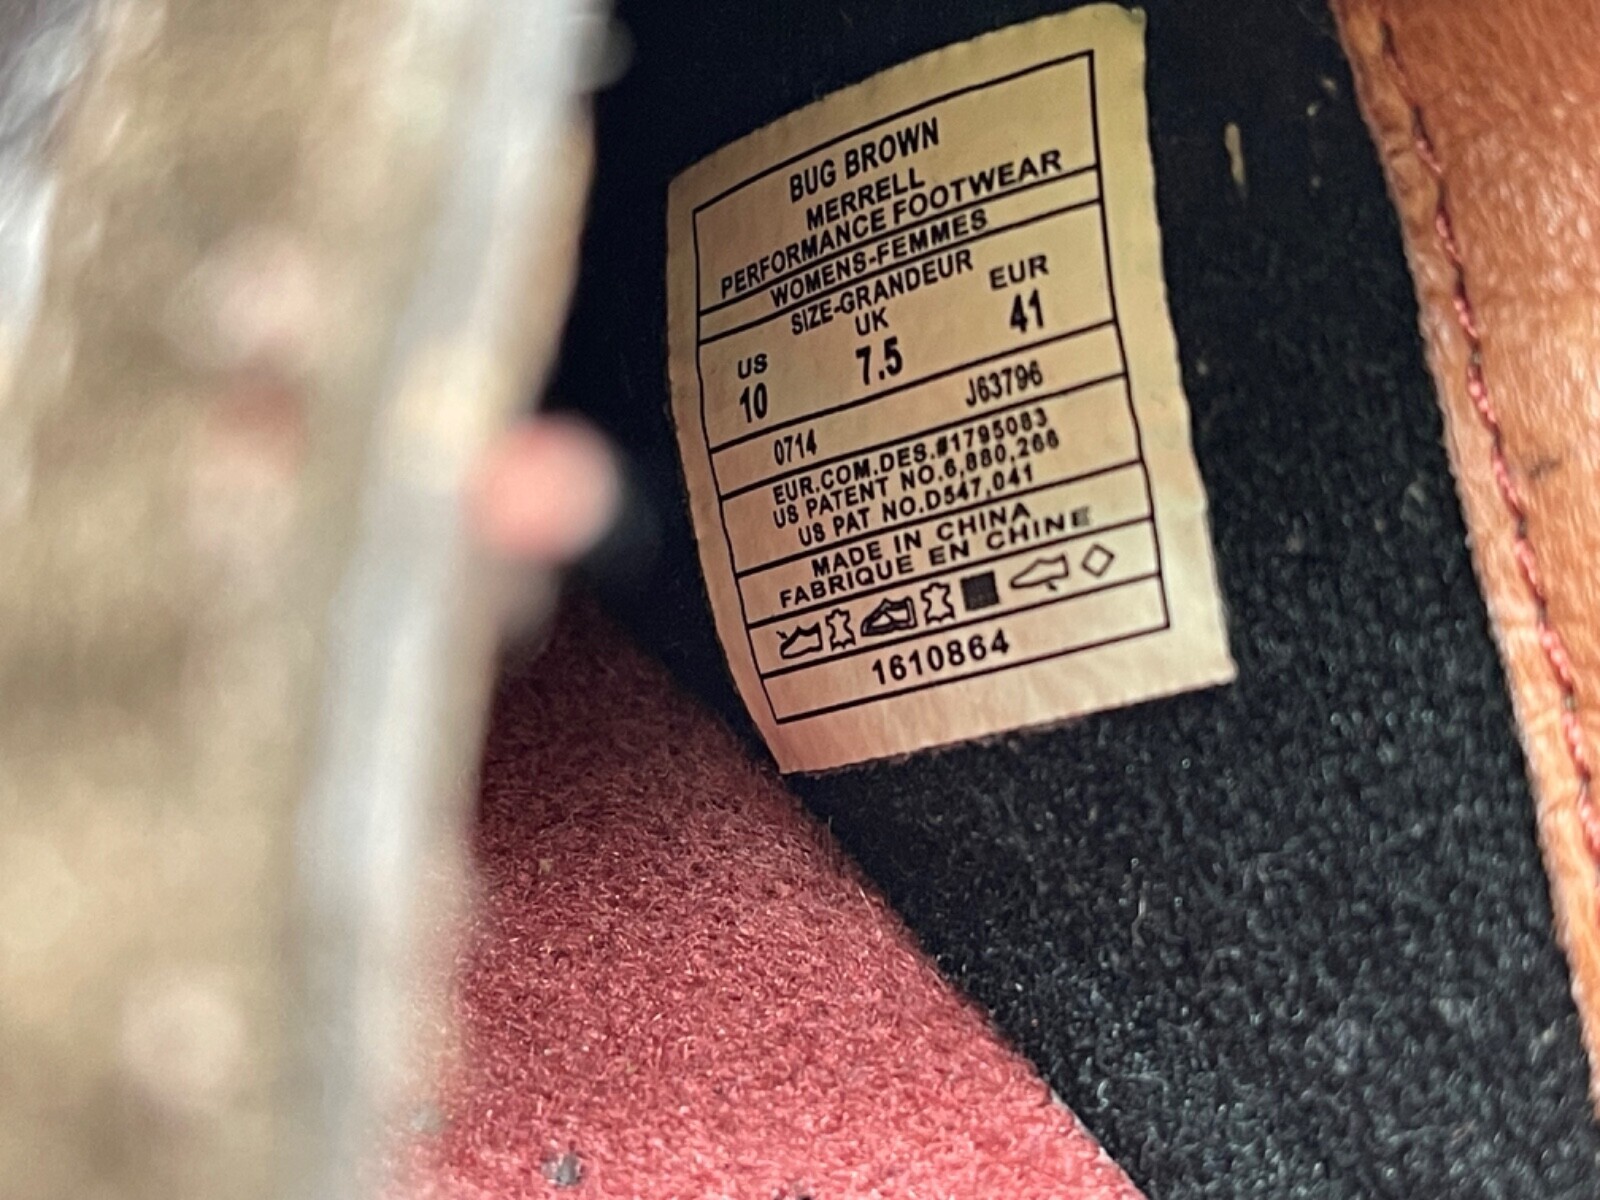 BUG BROWN
MERRELL
PERFORMANCE FOOTWEAR
WOMENS-FEMMES
SIZE-GRANDEUR
US UK EUR
10 7.5 41
0714 J63796
EUR.COM.DES.#1795083
US PATENT NO.6,880,266
US PAT NO.D547,041
MADE IN CHINA
FABRIQUE EN CHINE
1610864